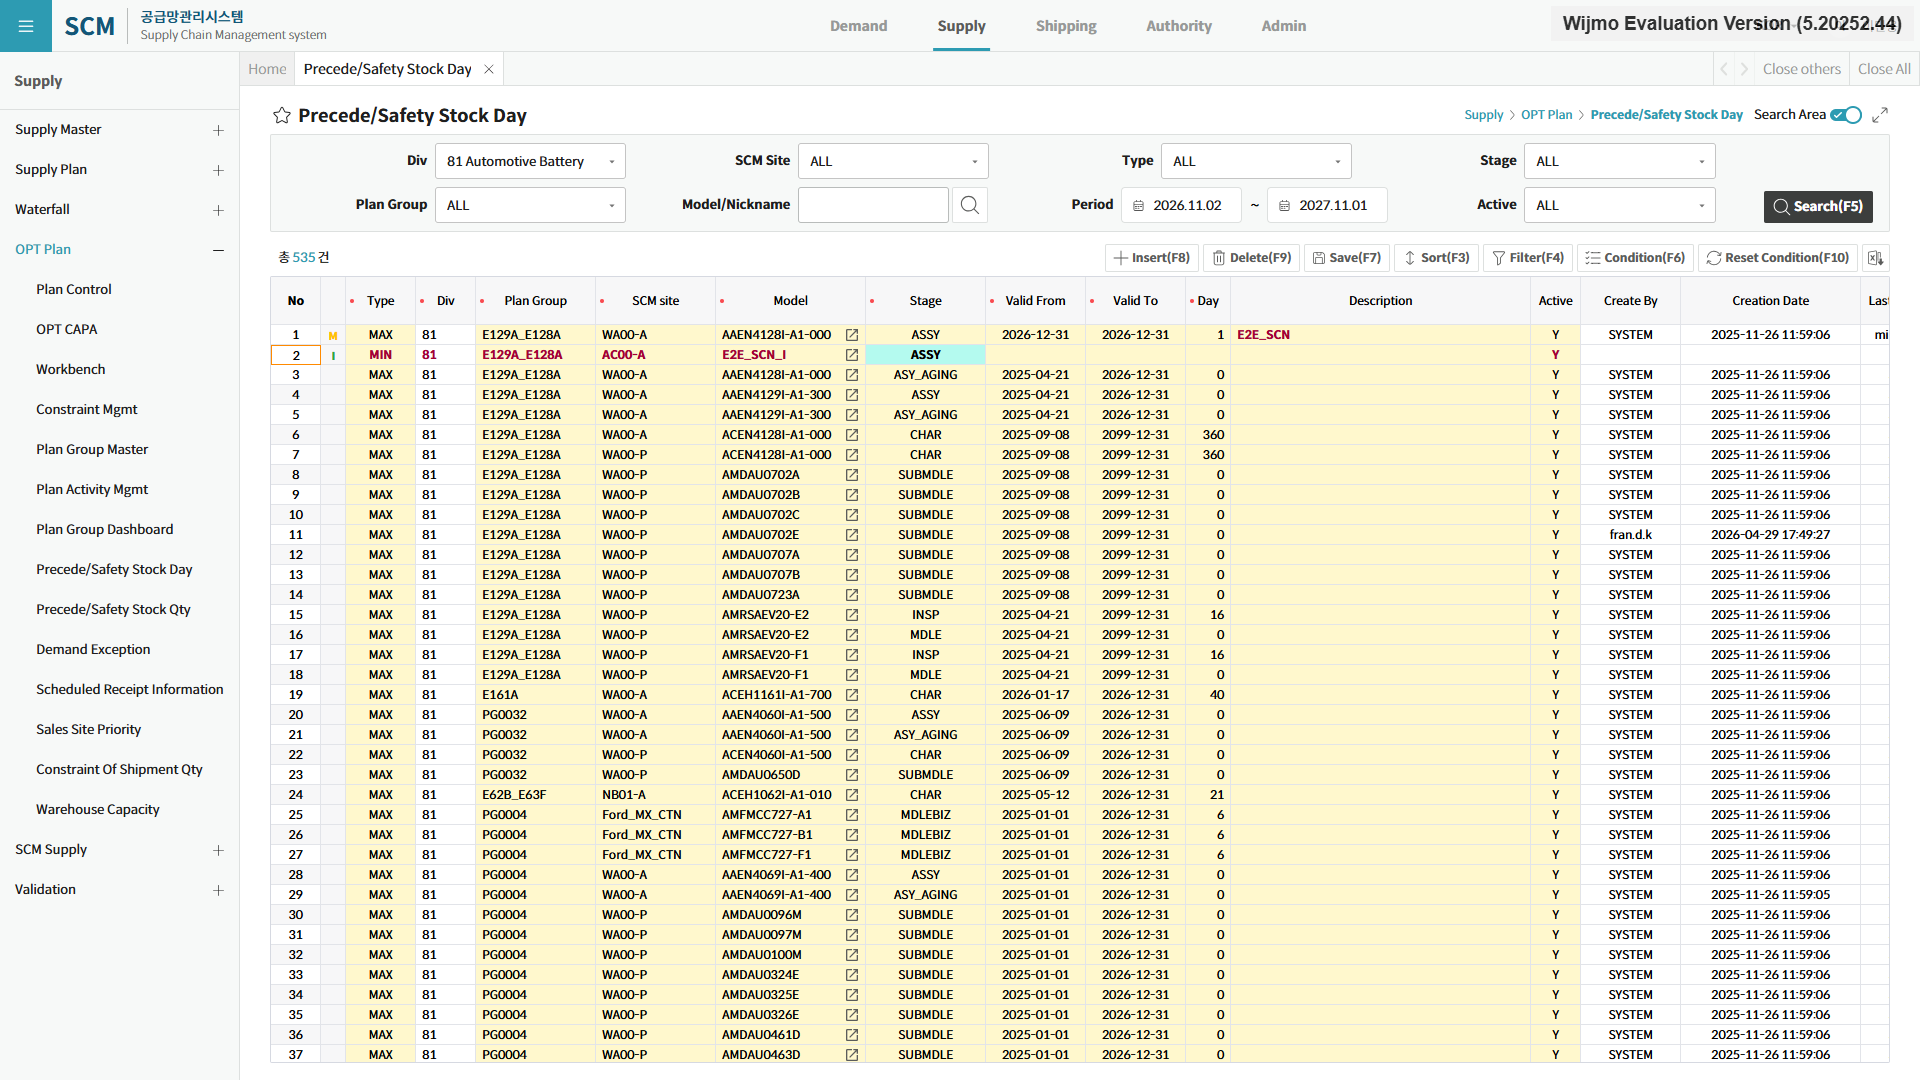 SCM 공급망관리시스템
Supply Chain Management system
Demand Supply Shipping Authority Admin
Wijmo Evaluation Version (5.20252.44)
Supply
Home Precede/Safety Stock Day Close others Close All
Supply Master
Supply Plan
Waterfall
OPT Plan
Plan Control
OPT CAPA
Workbench
Constraint Mgmt
Plan Group Master
Plan Activity Mgmt
Plan Group Dashboard
Precede/Safety Stock Day
Precede/Safety Stock Qty
Demand Exception
Scheduled Receipt Information
Sales Site Priority
Constraint Of Shipment Qty
Warehouse Capacity
SCM Supply
Validation
Precede/Safety Stock Day Supply > OPT Plan > Precede/Safety Stock Day Search Area
Div 81 Automotive Battery SCM Site ALL Type ALL Stage ALL
Plan Group ALL Model/Nickname Period 2026.11.02 ~ 2027.11.01 Active ALL Search(F5)
총 535 건 Insert(F8) Delete(F9) Save(F7) Sort(F3) Filter(F4) Condition(F6) Reset Condition(F10)
No Type Div Plan Group SCM site Model Stage Valid From Valid To Day Description Active Create By Creation Date Las
1 M MAX 81 E129A_E128A WA00-A AAEN4128I-A1-000 ASSY 2026-12-31 2026-12-31 1 E2E_SCN Y SYSTEM 2025-11-26 11:59:06 mi
2 I MIN 81 E129A_E128A AC00-A E2E_SCN_I ASSY Y
3 MAX 81 E129A_E128A WA00-A AAEN4128I-A1-000 ASY_AGING 2025-04-21 2026-12-31 0 Y SYSTEM 2025-11-26 11:59:06
4 MAX 81 E129A_E128A WA00-A AAEN4129I-A1-300 ASSY 2025-04-21 2026-12-31 0 Y SYSTEM 2025-11-26 11:59:06
5 MAX 81 E129A_E128A WA00-A AAEN4129I-A1-300 ASY_AGING 2025-04-21 2026-12-31 0 Y SYSTEM 2025-11-26 11:59:06
6 MAX 81 E129A_E128A WA00-A ACEN4128I-A1-000 CHAR 2025-09-08 2099-12-31 360 Y SYSTEM 2025-11-26 11:59:06
7 MAX 81 E129A_E128A WA00-P ACEN4128I-A1-000 CHAR 2025-09-08 2099-12-31 360 Y SYSTEM 2025-11-26 11:59:06
8 MAX 81 E129A_E128A WA00-P AMDAU0702A SUBMDLE 2025-09-08 2099-12-31 0 Y SYSTEM 2025-11-26 11:59:06
9 MAX 81 E129A_E128A WA00-P AMDAU0702B SUBMDLE 2025-09-08 2099-12-31 0 Y SYSTEM 2025-11-26 11:59:06
10 MAX 81 E129A_E128A WA00-P AMDAU0702C SUBMDLE 2025-09-08 2099-12-31 0 Y SYSTEM 2025-11-26 11:59:06
11 MAX 81 E129A_E128A WA00-P AMDAU0702E SUBMDLE 2025-09-08 2099-12-31 0 Y fran.d.k 2026-04-29 17:49:27
12 MAX 81 E129A_E128A WA00-P AMDAU0707A SUBMDLE 2025-09-08 2099-12-31 0 Y SYSTEM 2025-11-26 11:59:06
13 MAX 81 E129A_E128A WA00-P AMDAU0707B SUBMDLE 2025-09-08 2099-12-31 0 Y SYSTEM 2025-11-26 11:59:06
14 MAX 81 E129A_E128A WA00-P AMDAU0723A SUBMDLE 2025-09-08 2099-12-31 0 Y SYSTEM 2025-11-26 11:59:06
15 MAX 81 E129A_E128A WA00-P AMRSAEV20-E2 INSP 2025-04-21 2099-12-31 16 Y SYSTEM 2025-11-26 11:59:06
16 MAX 81 E129A_E128A WA00-P AMRSAEV20-E2 MDLE 2025-04-21 2099-12-31 0 Y SYSTEM 2025-11-26 11:59:06
17 MAX 81 E129A_E128A WA00-P AMRSAEV20-F1 INSP 2025-04-21 2099-12-31 16 Y SYSTEM 2025-11-26 11:59:06
18 MAX 81 E129A_E128A WA00-P AMRSAEV20-F1 MDLE 2025-04-21 2099-12-31 0 Y SYSTEM 2025-11-26 11:59:06
19 MAX 81 E161A WA00-A ACEH1161I-A1-700 CHAR 2026-01-17 2026-12-31 40 Y SYSTEM 2025-11-26 11:59:06
20 MAX 81 PG0032 WA00-A AAEN4060I-A1-500 ASSY 2025-06-09 2026-12-31 0 Y SYSTEM 2025-11-26 11:59:06
21 MAX 81 PG0032 WA00-A AAEN4060I-A1-500 ASY_AGING 2025-06-09 2026-12-31 0 Y SYSTEM 2025-11-26 11:59:06
22 MAX 81 PG0032 WA00-P ACEN4060I-A1-500 CHAR 2025-06-09 2026-12-31 0 Y SYSTEM 2025-11-26 11:59:06
23 MAX 81 PG0032 WA00-P AMDAU0650D SUBMDLE 2025-06-09 2026-12-31 0 Y SYSTEM 2025-11-26 11:59:06
24 MAX 81 E62B_E63F NB01-A ACEH1062I-A1-010 CHAR 2025-05-12 2026-12-31 21 Y SYSTEM 2025-11-26 11:59:06
25 MAX 81 PG0004 Ford_MX_CTN AMFMCC727-A1 MDLEBIZ 2025-01-01 2026-12-31 6 Y SYSTEM 2025-11-26 11:59:06
26 MAX 81 PG0004 Ford_MX_CTN AMFMCC727-B1 MDLEBIZ 2025-01-01 2026-12-31 6 Y SYSTEM 2025-11-26 11:59:06
27 MAX 81 PG0004 Ford_MX_CTN AMFMCC727-F1 MDLEBIZ 2025-01-01 2026-12-31 6 Y SYSTEM 2025-11-26 11:59:06
28 MAX 81 PG0004 WA00-A AAEN4069I-A1-400 ASSY 2025-01-01 2026-12-31 0 Y SYSTEM 2025-11-26 11:59:06
29 MAX 81 PG0004 WA00-A AAEN4069I-A1-400 ASY_AGING 2025-01-01 2026-12-31 0 Y SYSTEM 2025-11-26 11:59:05
30 MAX 81 PG0004 WA00-P AMDAU0096M SUBMDLE 2025-01-01 2026-12-31 0 Y SYSTEM 2025-11-26 11:59:06
31 MAX 81 PG0004 WA00-P AMDAU0097M SUBMDLE 2025-01-01 2026-12-31 0 Y SYSTEM 2025-11-26 11:59:06
32 MAX 81 PG0004 WA00-P AMDAU0100M SUBMDLE 2025-01-01 2026-12-31 0 Y SYSTEM 2025-11-26 11:59:06
33 MAX 81 PG0004 WA00-P AMDAU0324E SUBMDLE 2025-01-01 2026-12-31 0 Y SYSTEM 2025-11-26 11:59:06
34 MAX 81 PG0004 WA00-P AMDAU0325E SUBMDLE 2025-01-01 2026-12-31 0 Y SYSTEM 2025-11-26 11:59:06
35 MAX 81 PG0004 WA00-P AMDAU0326E SUBMDLE 2025-01-01 2026-12-31 0 Y SYSTEM 2025-11-26 11:59:06
36 MAX 81 PG0004 WA00-P AMDAU0461D SUBMDLE 2025-01-01 2026-12-31 0 Y SYSTEM 2025-11-26 11:59:06
37 MAX 81 PG0004 WA00-P AMDAU0463D SUBMDLE 2025-01-01 2026-12-31 0 Y SYSTEM 2025-11-26 11:59:06